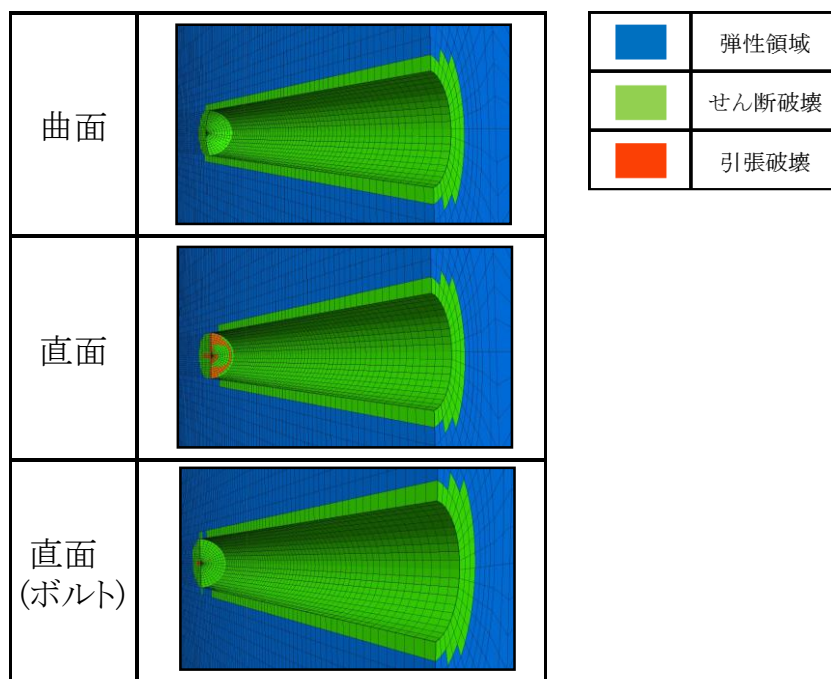 曲面
直面
直面
(ボルト)
弾性領域
せん断破壊
引張破壊